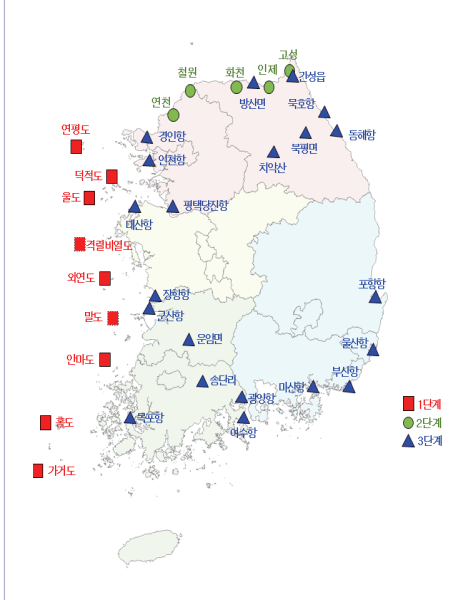 고성
철원
화천
인제
간성읍
연천
방산면
묵호항
연평도
경인항
북평면
동해항
인천항
치악산
덕적도
울도
평택당진항
대산항
격렬비열도
외연도
장항항
포항항
말도
군산항
운암면
울산항
안마도
송단리
부산항
마산항
광양항
1단계
홍도
목포항
2단계
여수항
3단계
가거도